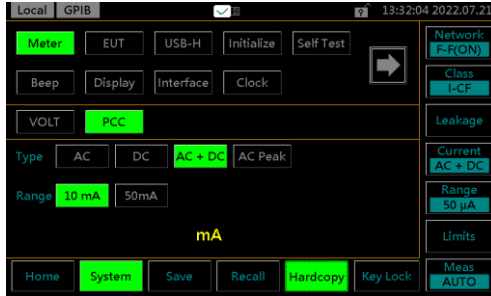 Local GPIB 13:32:04 2022.07.21
Meter EUT USB-H Initialize Self Test
Beep Display Interface Clock
VOLT PCC
Type AC DC AC + DC AC Peak
Range 10 mA 50mA
mA
Home System Save Recall Hardcopy Key Lock
Network
F-F(ON)
Class
I-CF
Leakage
Current
AC + DC
Range
50 µA
Limits
Meas
AUTO